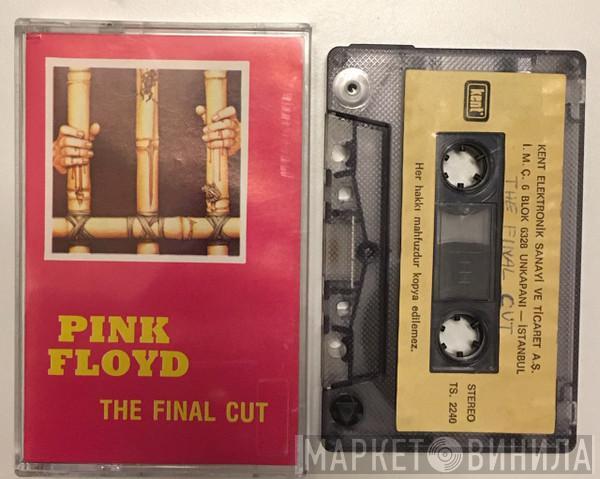 PINK
FLOYD
THE FINAL CUT
kent
KENT ELEKTRONİK SANAYİ VE TİCARET A.Ş.
İ. M. Ç. 6 BLOK 6328 UNKAPANI — İSTANBUL
THE FINAL CUT
Her hakkı mahfuzdur kopya edilemez.
STEREO
TS. 2240
МАРКЕТ ВИНИЛА